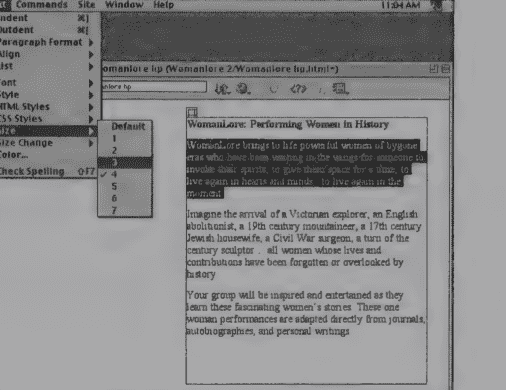 Commands Site Window Help 11:04 AM
Indent ⌘]
Outdent ⌘[
Paragraph Format
Align
List
Font
Style
HTML Styles
CSS Styles
Size
Size Change
Color...
Check Spelling ⇧F7
Default
1
2
3
4
5
6
7
(Womanlore 2/Womanlore hp.html*)
WomanLore: Performing Women in History
WomanLore brings to life powerful women of bygone
eras who have been waiting in the wings for someone to
invoke their spirits, to give them space for a time, to
live again in hearts and minds to live again in the
moment
Imagine the arrival of a Victorian explorer, an English
abolitionist, a 19th century mountaineer, a 17th century
Jewish housewife, a Civil War surgeon, a turn of the
century sculptor . all women whose lives and
contributions have been forgotten or overlooked by
history
Your group will be inspired and entertained as they
learn these fascinating women's stories These one
woman performances are adapted directly from journals,
autobiographies, and personal writings